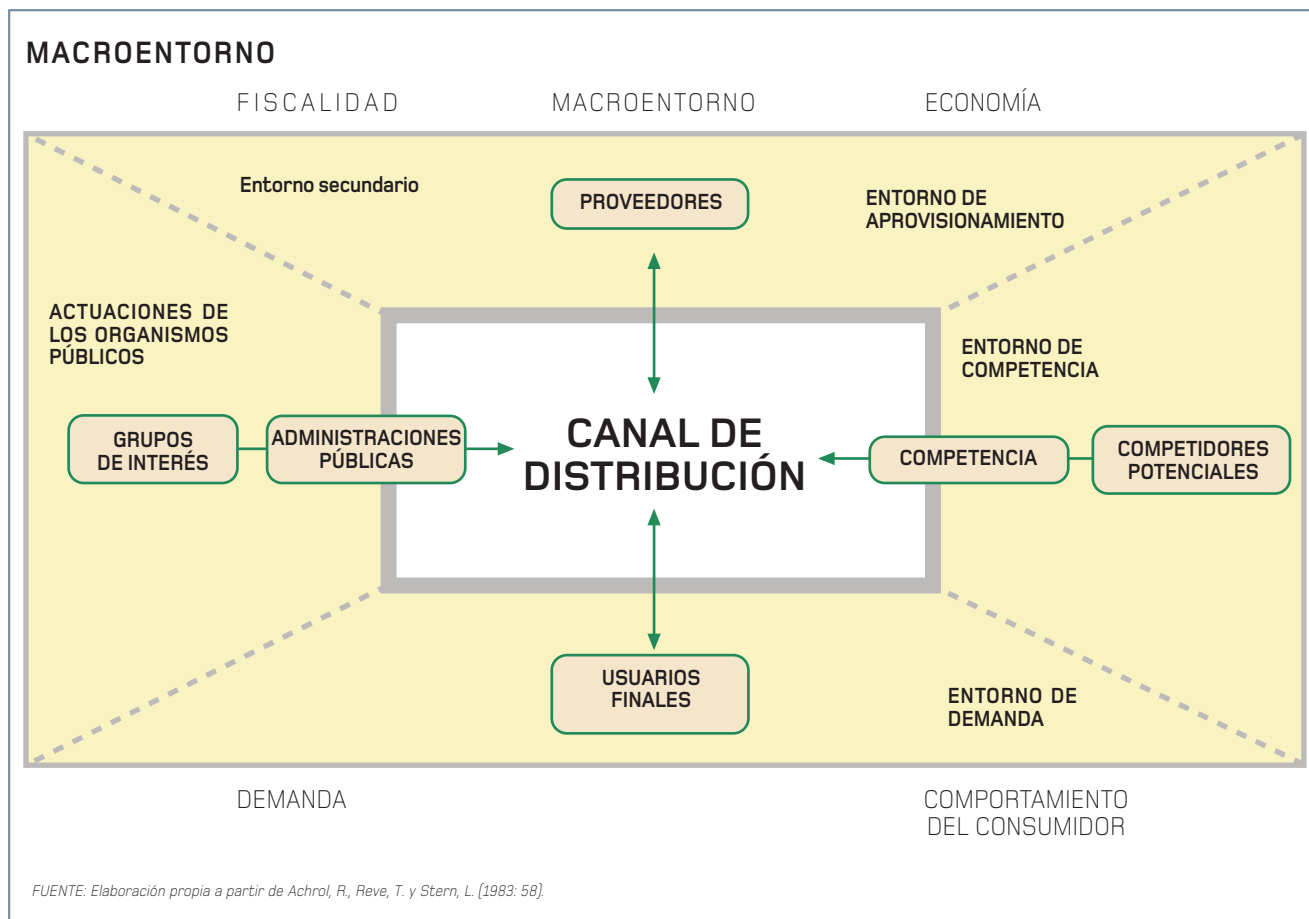 MACROENTORNO
FISCALIDAD
MACROENTORNO
ECONOMÍA
Entorno secundario
PROVEEDORES
ENTORNO DE
APROVISIONAMIENTO
ACTUACIONES DE
LOS ORGANISMOS
PÚBLICOS
ENTORNO DE
COMPETENCIA
GRUPOS
DE INTERÉS
ADMINISTRACIONES
PÚBLICAS
CANAL DE
DISTRIBUCIÓN
COMPETENCIA
COMPETIDORES
POTENCIALES
USUARIOS
FINALES
ENTORNO DE
DEMANDA
DEMANDA
COMPORTAMIENTO
DEL CONSUMIDOR
FUENTE: Elaboración propia a partir de Achrol, R., Reve, T. y Stern, L. (1983: 58).